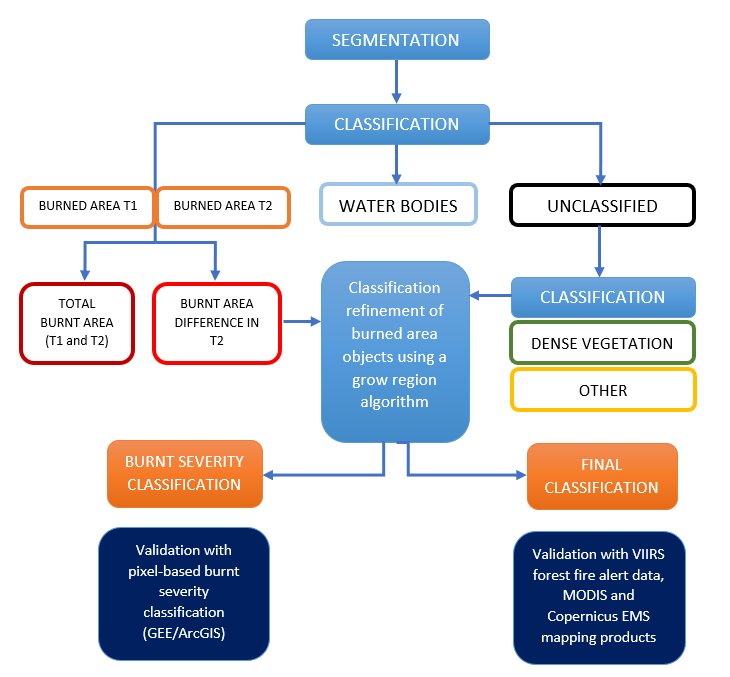 SEGMENTATION
CLASSIFICATION
BURNED AREA T1
BURNED AREA T2
WATER BODIES
UNCLASSIFIED
TOTAL
BURNT AREA
(T1 and T2)
BURNT AREA
DIFFERENCE IN
T2
Classification
refinement of
burned area
objects using a
grow region
algorithm
CLASSIFICATION
DENSE VEGETATION
OTHER
BURNT SEVERITY
CLASSIFICATION
FINAL
CLASSIFICATION
Validation with
pixel-based burnt
severity
classification
(GEE/ArcGIS)
Validation with VIIRS
forest fire alert data,
MODIS and
Copernicus EMS
mapping products